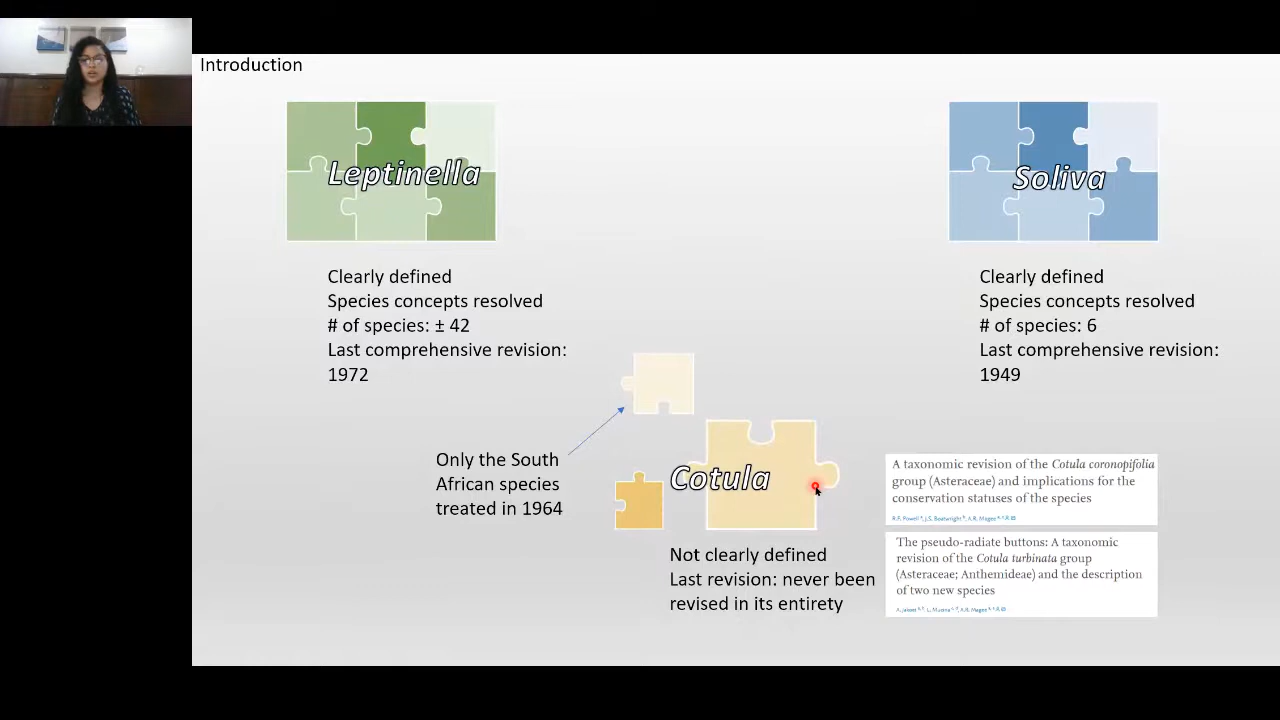 Introduction
Leptinella
Clearly defined
Species concepts resolved
# of species: ± 42
Last comprehensive revision:
1972
Soliva
Clearly defined
Species concepts resolved
# of species: 6
Last comprehensive revision:
1949
Only the South
African species
treated in 1964
Cotula
Not clearly defined
Last revision: never been
revised in its entirety
A taxonomic revision of the Cotula coronopifolia
group (Asteraceae) and implications for the
conservation statuses of the species
R.F. Powell, J.S. Boatwright, A.R. Magee
The pseudo-radiate buttons: A taxonomic
revision of the Cotula turbinata group
(Asteraceae; Anthemideae) and the description
of two new species
A.R. Magee